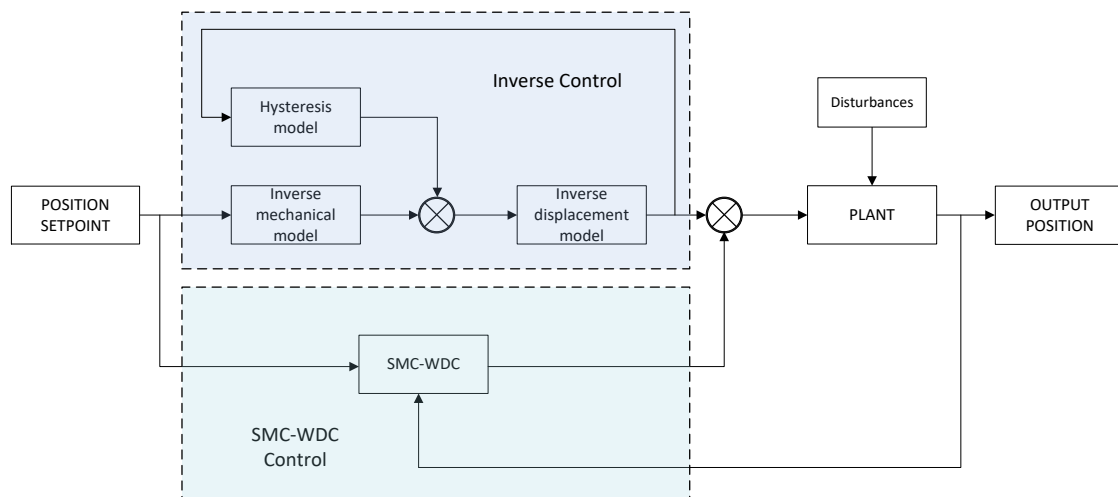 Inverse Control
Hysteresis
model
Disturbances
POSITION
SETPOINT
Inverse
mechanical
model
Inverse
displacement
model
PLANT
OUTPUT
POSITION
SMC-WDC
SMC-WDC
Control